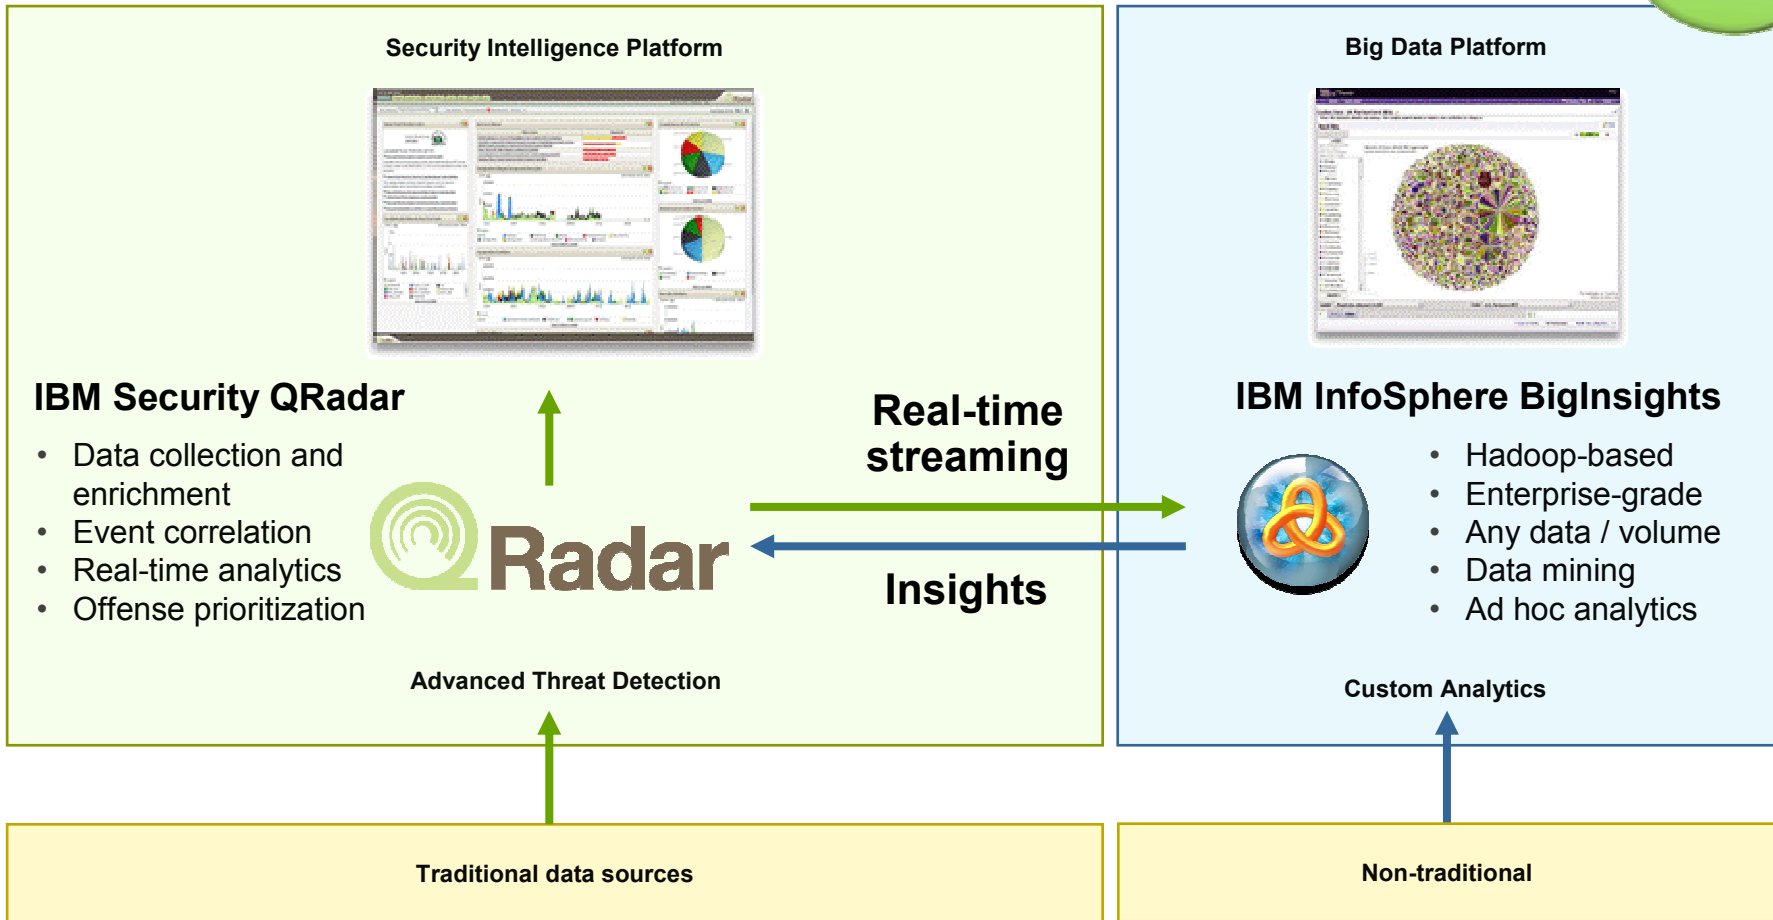 Security Intelligence Platform
Big Data Platform
IBM Security QRadar
• Data collection and
enrichment
• Event correlation
• Real-time analytics
• Offense prioritization
QRadar
Real-time
streaming
Insights
IBM InfoSphere BigInsights
• Hadoop-based
• Enterprise-grade
• Any data / volume
• Data mining
• Ad hoc analytics
Advanced Threat Detection
Custom Analytics
Traditional data sources
Non-traditional